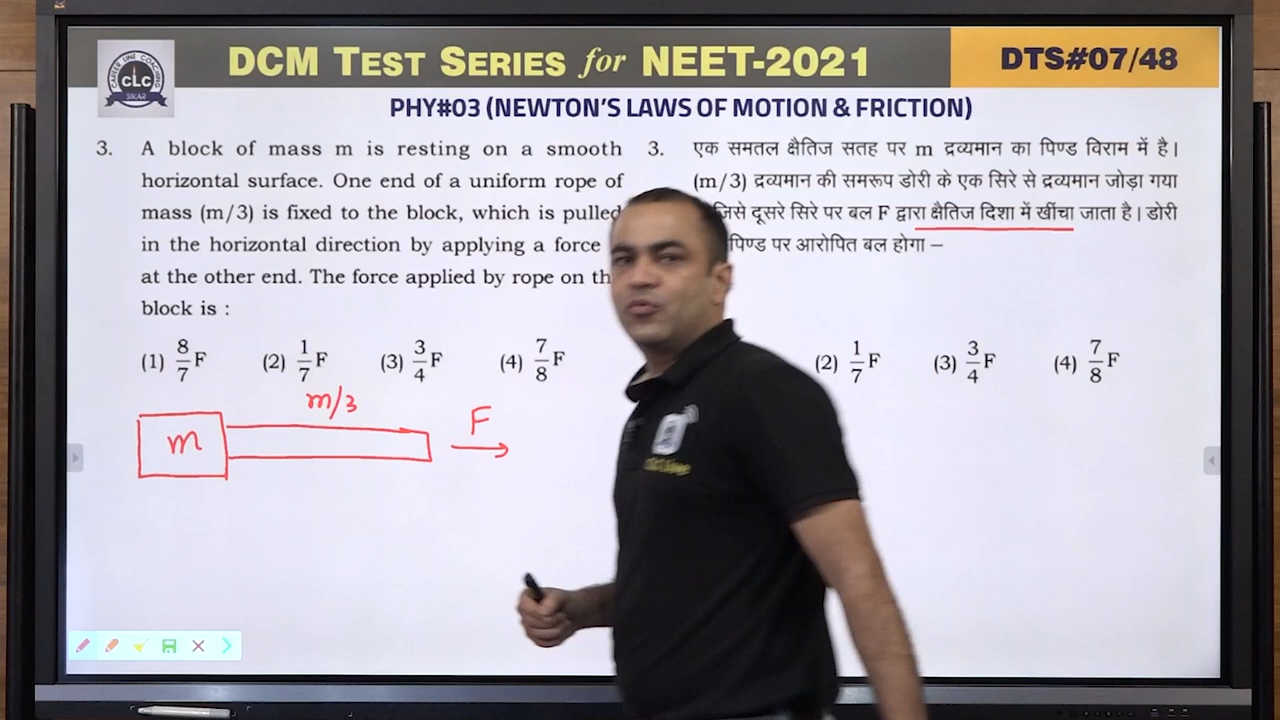 DCM TEST SERIES for NEET-2021
DTS#07/48
CAREER LINE COACHING
CLC
SIKAR
PHY#03 (NEWTON'S LAWS OF MOTION & FRICTION)
3. A block of mass m is resting on a smooth
horizontal surface. One end of a uniform rope of
mass (m/3) is fixed to the block, which is pulled
in the horizontal direction by applying a force
at the other end. The force applied by rope on th
block is :
(1) 8/7 F (2) 1/7 F (3) 3/4 F (4) 7/8 F
m/3
m
F
3. एक समतल क्षैतिज सतह पर m द्रव्यमान का पिण्ड विराम में है।
(m/3) द्रव्यमान की समरूप डोरी के एक सिरे से द्रव्यमान जोड़ा गया
जिसे दूसरे सिरे पर बल F द्वारा क्षैतिज दिशा में खींचा जाता है। डोरी
पिण्ड पर आरोपित बल होगा –
(2) 1/7 F (3) 3/4 F (4) 7/8 F